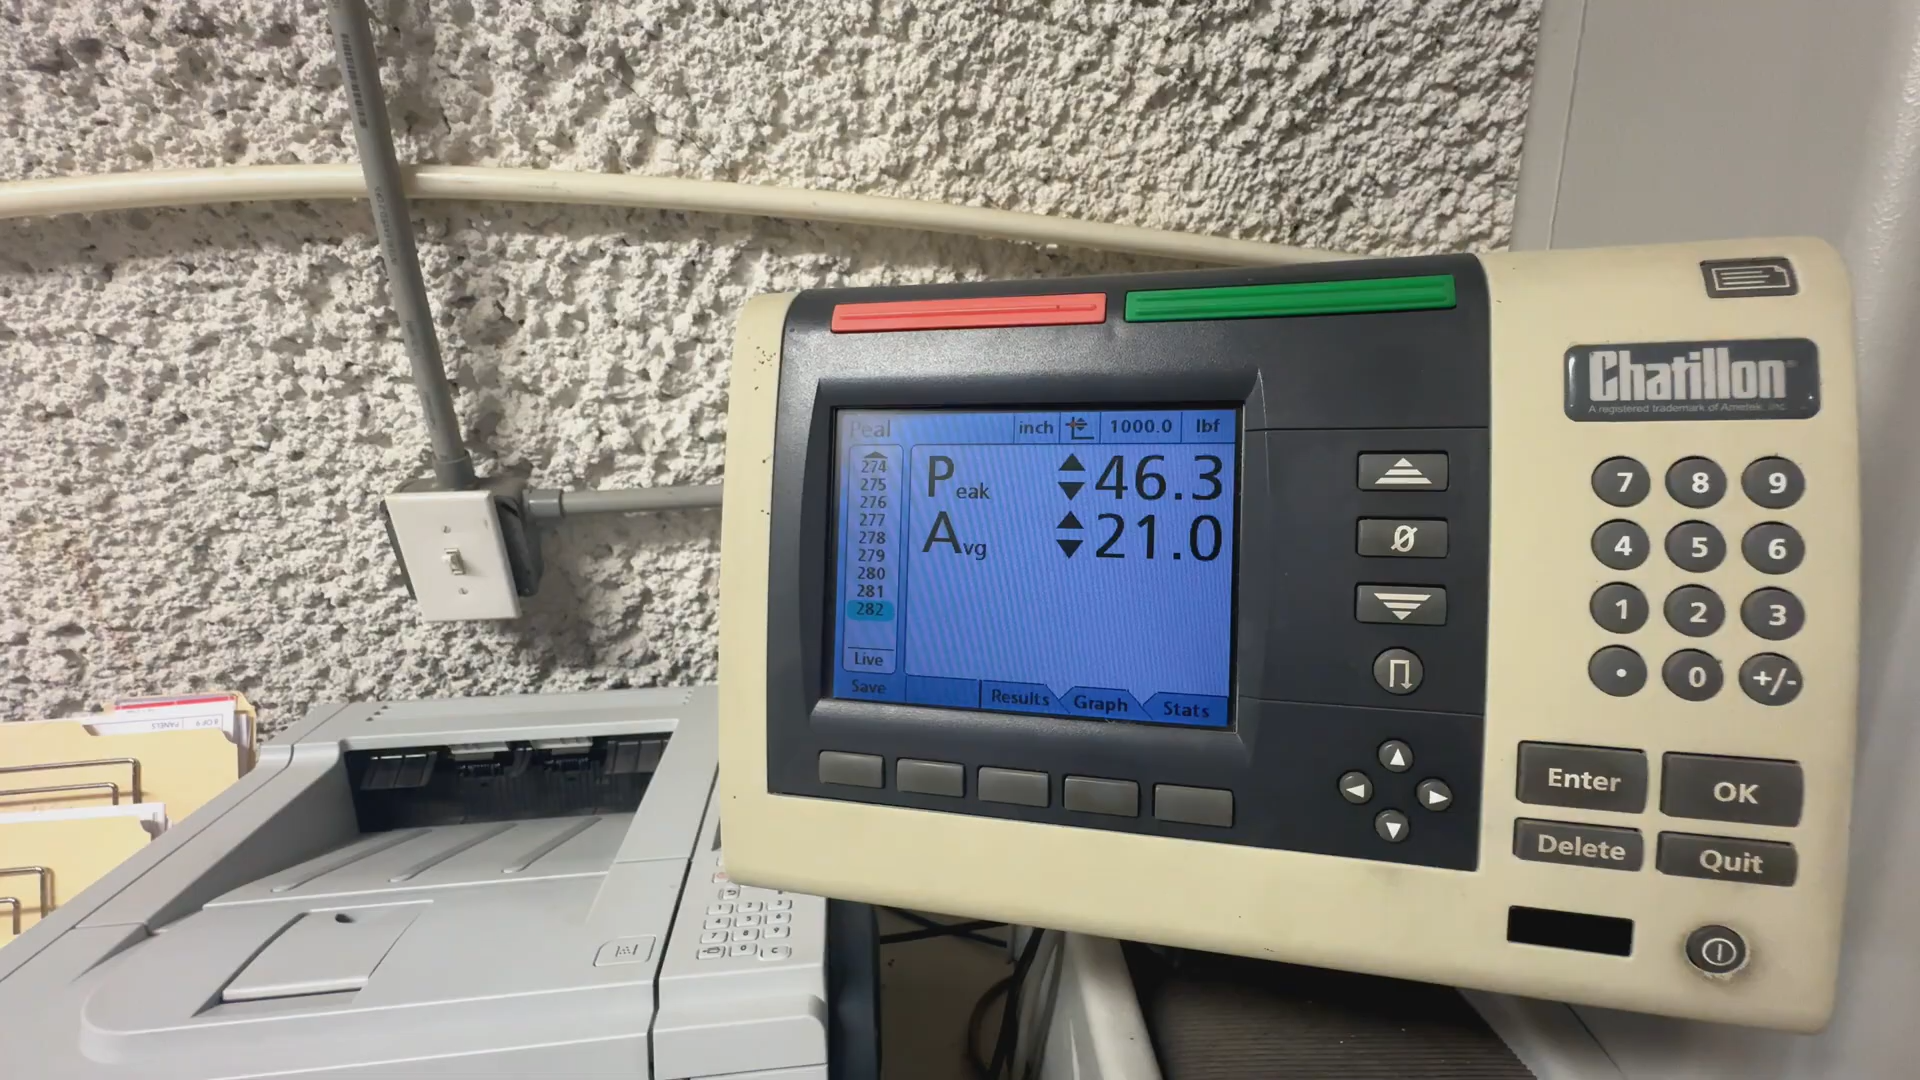 Chatillon
A registered trademark of Ametek, Inc.
Peal inch 1000.0 lbf
274
275
276
277
278
279
280
281
282
Live
Save
Peak 46.3
Avg 21.0
Results Graph Stats
7 8 9
4 5 6
1 2 3
. 0 +/-
Enter OK
Delete Quit
PANELS